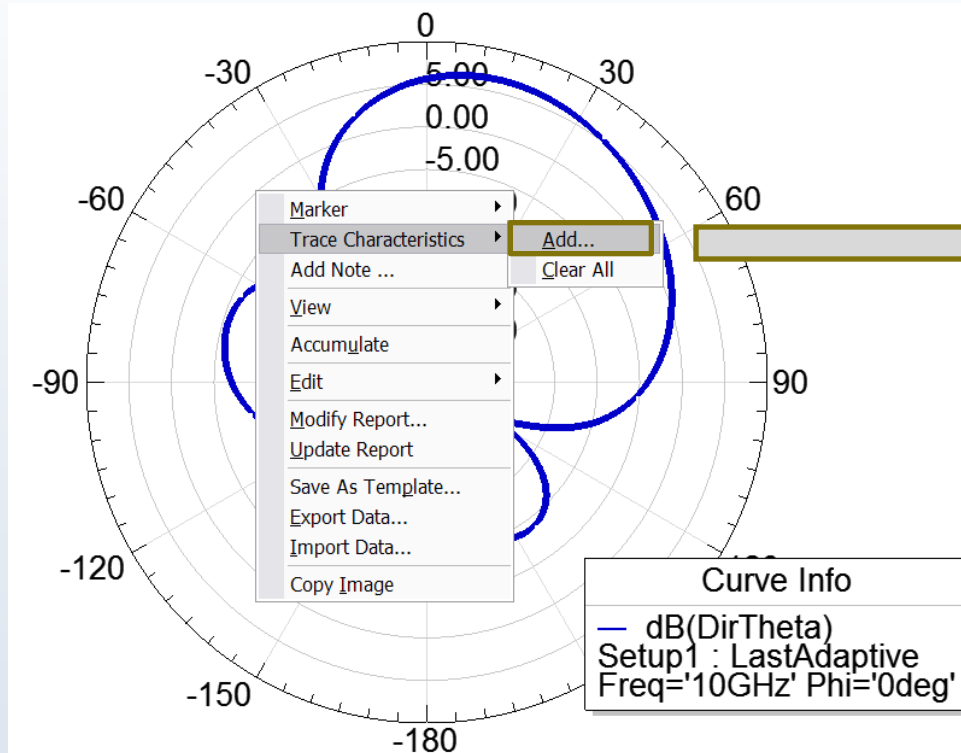 0
-30
30
5.00
0.00
-5.00
-60
60
Marker
Trace Characteristics
Add...
Add Note ...
Clear All
View
Accumulate
-90
90
Edit
Modify Report...
Update Report
Save As Template...
Export Data...
Import Data...
-120
Copy Image
Curve Info
dB(DirTheta)
Setup1 : LastAdaptive
Freq='10GHz' Phi='0deg'
-150
-180